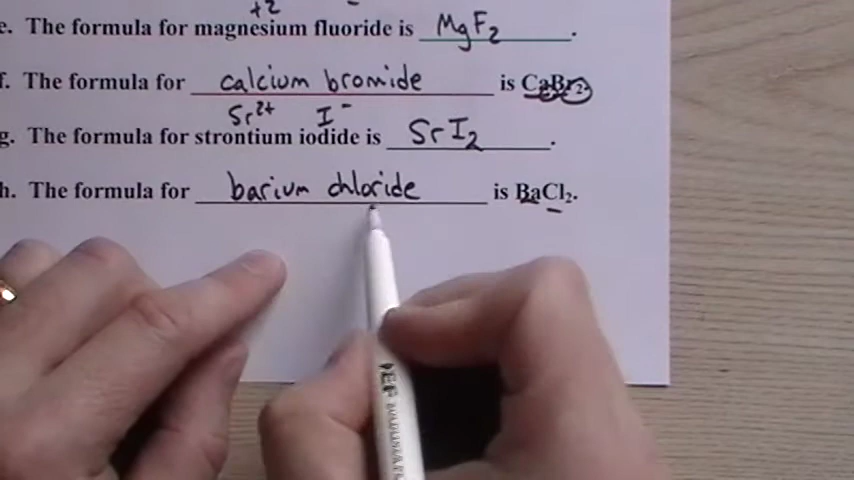 +2 -
e. The formula for magnesium fluoride is MgF2.
f. The formula for calcium bromide is CaBr2.
Sr2+ I-
g. The formula for strontium iodide is SrI2.
h. The formula for barium chloride is BaCl2.